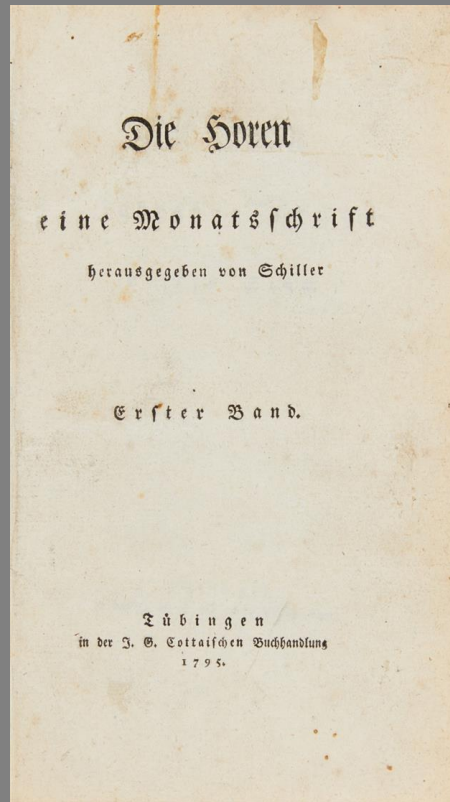 Die Horen
eine Monatsſchrift
herausgegeben von Schiller
Erſter Band.
Tübingen
in der J. G. Cottaiſchen Buchhandlung
1795.